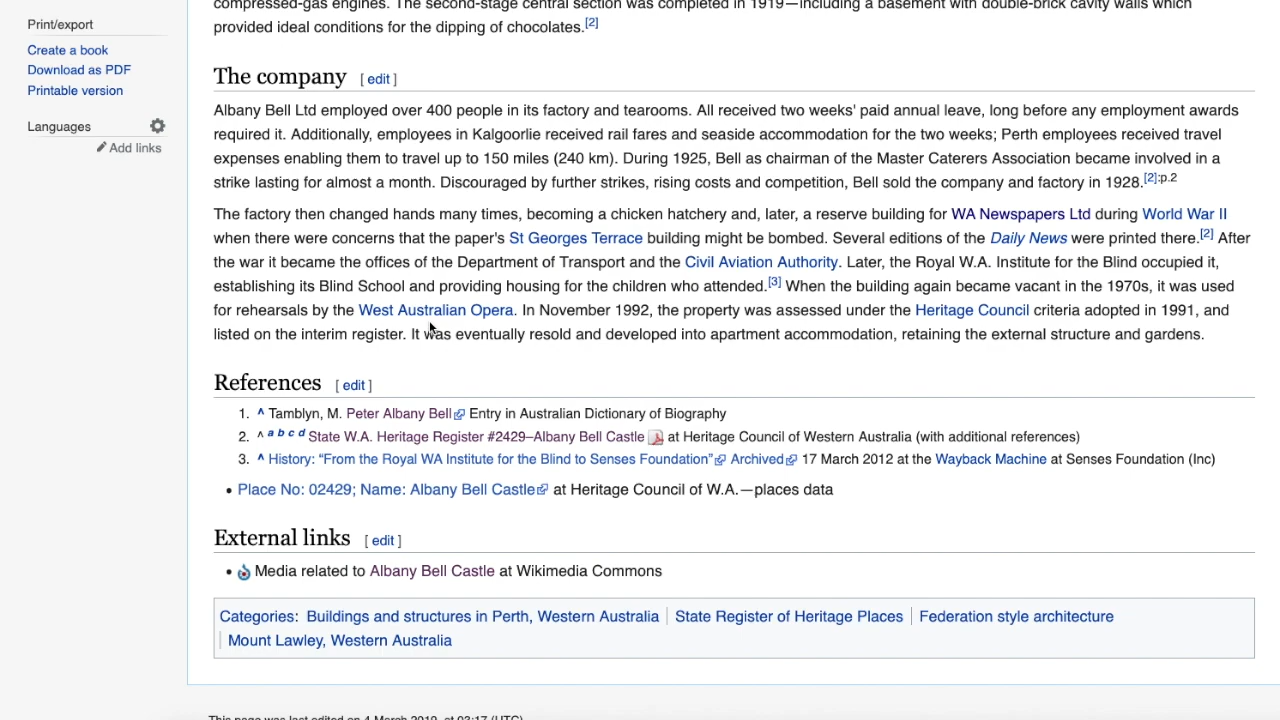 compressed-gas engines. The second-stage central section was completed in 1919—including a basement with double-brick cavity walls which
provided ideal conditions for the dipping of chocolates.[2]
Print/export
Create a book
Download as PDF
Printable version
Languages
Add links
The company [ edit ]
Albany Bell Ltd employed over 400 people in its factory and tearooms. All received two weeks' paid annual leave, long before any employment awards
required it. Additionally, employees in Kalgoorlie received rail fares and seaside accommodation for the two weeks; Perth employees received travel
expenses enabling them to travel up to 150 miles (240 km). During 1925, Bell as chairman of the Master Caterers Association became involved in a
strike lasting for almost a month. Discouraged by further strikes, rising costs and competition, Bell sold the company and factory in 1928.[2]:p.2
The factory then changed hands many times, becoming a chicken hatchery and, later, a reserve building for WA Newspapers Ltd during World War II
when there were concerns that the paper's St Georges Terrace building might be bombed. Several editions of the Daily News were printed there.[2] After
the war it became the offices of the Department of Transport and the Civil Aviation Authority. Later, the Royal W.A. Institute for the Blind occupied it,
establishing its Blind School and providing housing for the children who attended.[3] When the building again became vacant in the 1970s, it was used
for rehearsals by the West Australian Opera. In November 1992, the property was assessed under the Heritage Council criteria adopted in 1991, and
listed on the interim register. It was eventually resold and developed into apartment accommodation, retaining the external structure and gardens.
References [ edit ]
1. ^ Tamblyn, M. Peter Albany Bell Entry in Australian Dictionary of Biography
2. ^ a b c d State W.A. Heritage Register #2429–Albany Bell Castle at Heritage Council of Western Australia (with additional references)
3. ^ History: "From the Royal WA Institute for the Blind to Senses Foundation" Archived 17 March 2012 at the Wayback Machine at Senses Foundation (Inc)
• Place No: 02429; Name: Albany Bell Castle at Heritage Council of W.A.—places data
External links [ edit ]
• Media related to Albany Bell Castle at Wikimedia Commons
Categories: Buildings and structures in Perth, Western Australia | State Register of Heritage Places | Federation style architecture
| Mount Lawley, Western Australia
This page was last edited on 4 March 2019, at 03:17 (UTC)